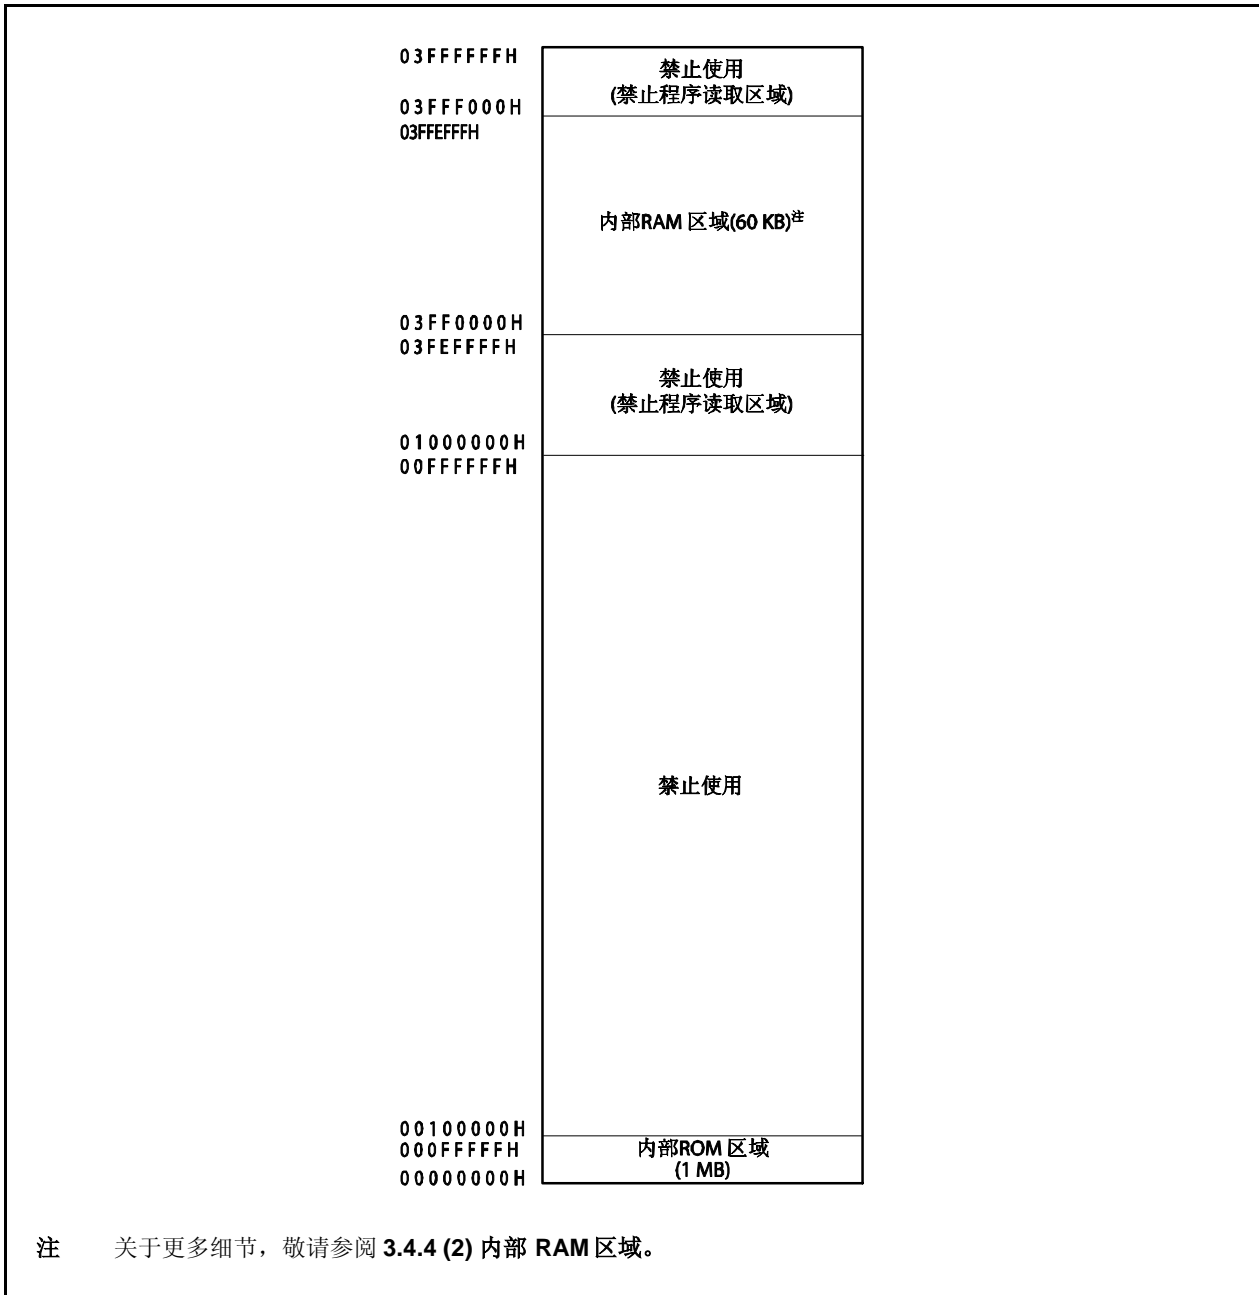 03FFFFFFH
禁止使用
(禁止程序读取区域)
03FFF000H
03FFEFFFH
内部RAM 区域(60 KB)注
03FF0000H
03FEFFFFH
禁止使用
(禁止程序读取区域)
01000000H
00FFFFFFH
禁止使用
00100000H
000FFFFFH
内部ROM 区域
(1 MB)
00000000H
注 关于更多细节，敬请参阅 3.4.4 (2) 内部 RAM 区域。